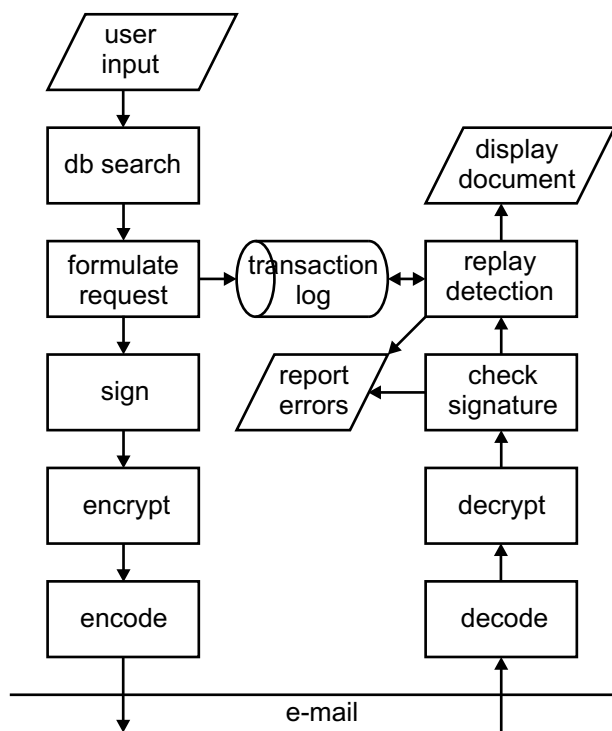 user
input
db search
display
document
formulate
request
transaction
log
replay
detection
sign
report
errors
check
signature
encrypt
decrypt
encode
decode
e-mail